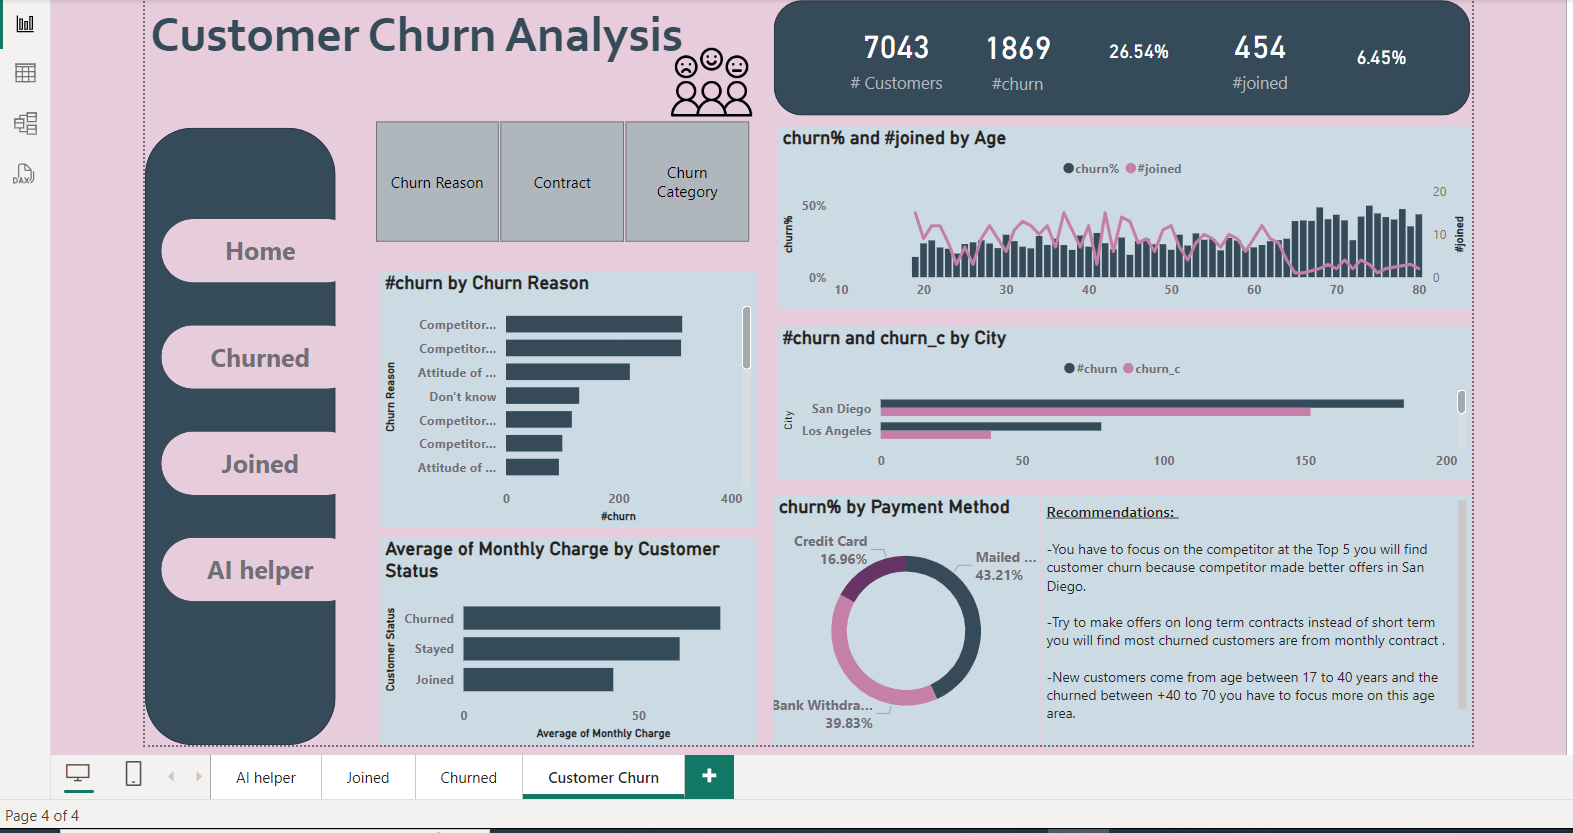 Customer Churn Analysis
7043
# Customers
1869
#churn
26.54%
454
#joined
6.45%
DAX
Home
Churned
Joined
AI helper
Churn Reason
Contract
Churn
Category
#churn by Churn Reason
Churn Reason
Competitor...
Competitor...
Attitude of ...
Don't know
Competitor...
Competitor...
Attitude of ...
0 200 400
#churn
Average of Monthly Charge by Customer
Status
Customer Status
Churned
Stayed
Joined
0 50
Average of Monthly Charge
churn% and #joined by Age
churn% #joined
churn%
50%
0%
20
10
0
#joined
10 20 30 40 50 60 70 80
#churn and churn_c by City
#churn churn_c
City
San Diego
Los Angeles
0 50 100 150 200
churn% by Payment Method
Credit Card
16.96%
Mailed ...
43.21%
Bank Withdra...
39.83%
Recommendations:
-You have to focus on the competitor at the Top 5 you will find
customer churn because competitor made better offers in San
Diego.
-Try to make offers on long term contracts instead of short term
you will find most churned customers are from monthly contract .
-New customers come from age between 17 to 40 years and the
churned between +40 to 70 you have to focus more on this age
area.
AI helper
Joined
Churned
Customer Churn
+
Page 4 of 4